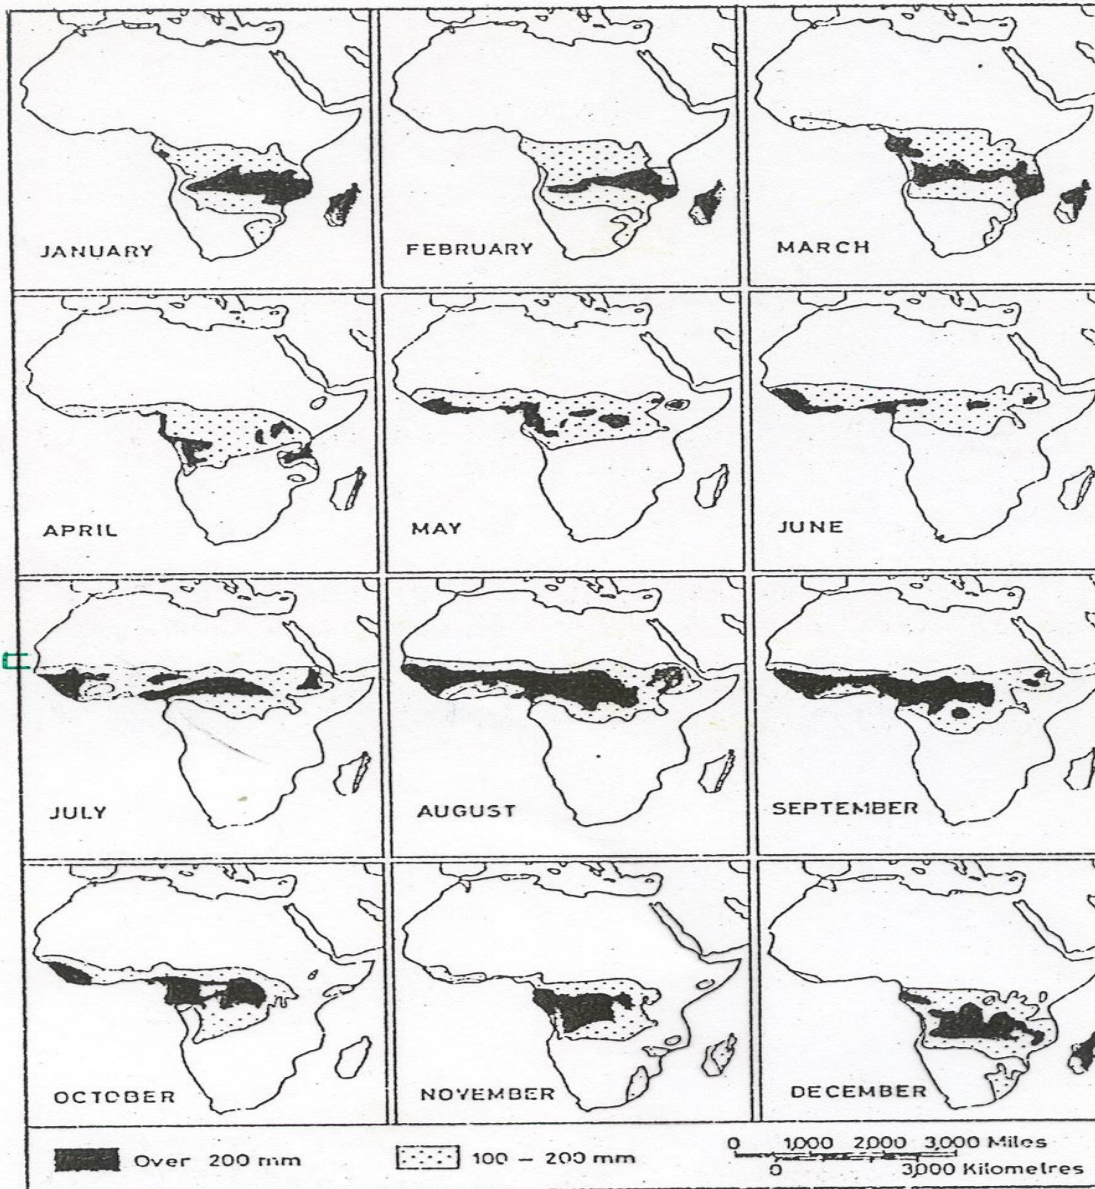 JANUARY
FEBRUARY
MARCH
APRIL
MAY
JUNE
JULY
AUGUST
SEPTEMBER
OCTOBER
NOVEMBER
DECEMBER
Over 200 mm
100 – 200 mm
0 1,000 2,000 3,000 Miles
0 3,000 Kilometres